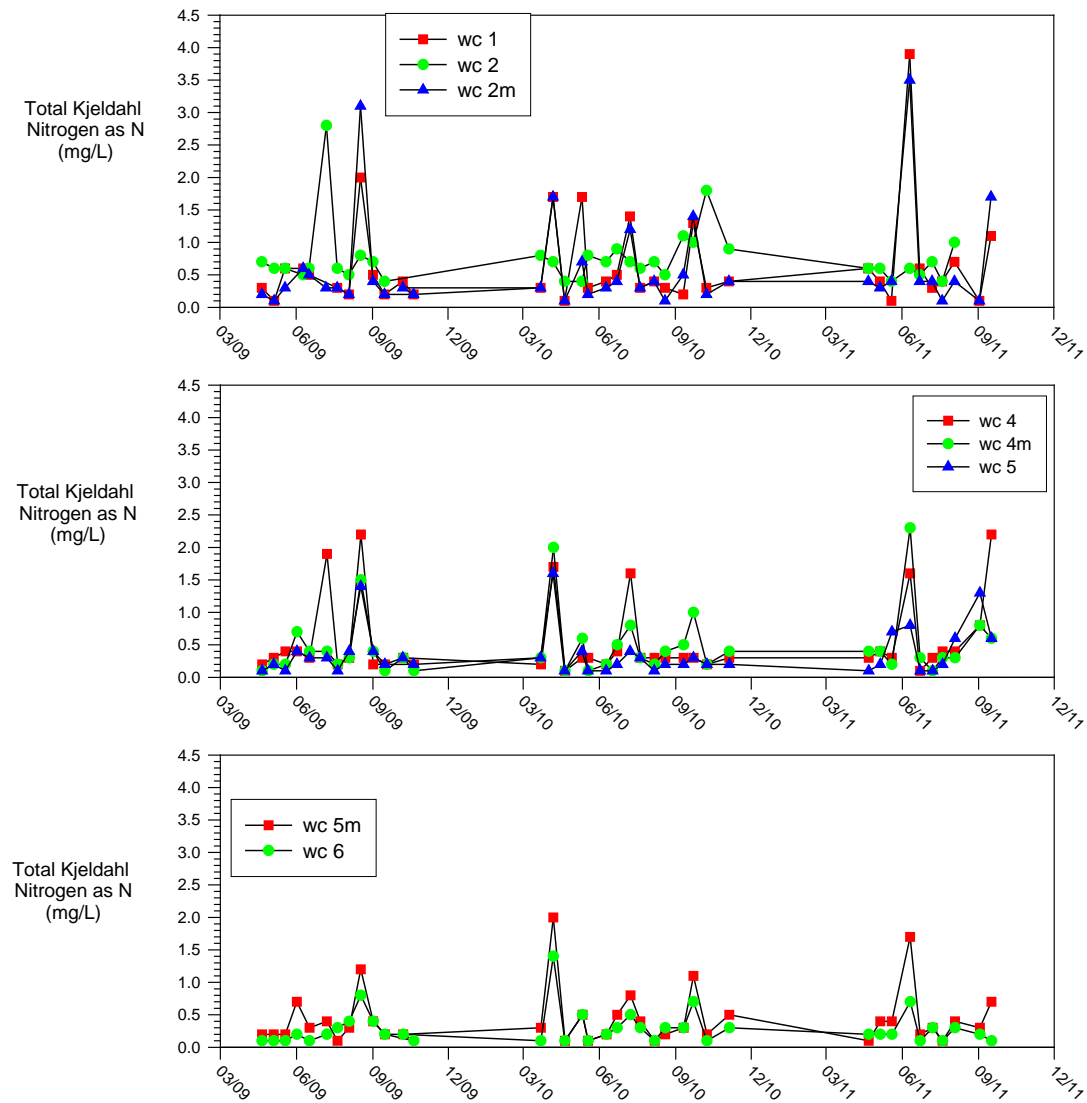 4.5
4.0
3.5
3.0
2.5
2.0
1.5
1.0
0.5
0.0
Total Kjeldahl
Nitrogen as N
(mg/L)
wc 1
wc 2
wc 2m
03/09 06/09 09/09 12/09 03/10 06/10 09/10 12/10 03/11 06/11 09/11 12/11
4.5
4.0
3.5
3.0
2.5
2.0
1.5
1.0
0.5
0.0
Total Kjeldahl
Nitrogen as N
(mg/L)
wc 4
wc 4m
wc 5
03/09 06/09 09/09 12/09 03/10 06/10 09/10 12/10 03/11 06/11 09/11 12/11
4.5
4.0
3.5
3.0
2.5
2.0
1.5
1.0
0.5
0.0
Total Kjeldahl
Nitrogen as N
(mg/L)
wc 5m
wc 6
03/09 06/09 09/09 12/09 03/10 06/10 09/10 12/10 03/11 06/11 09/11 12/11